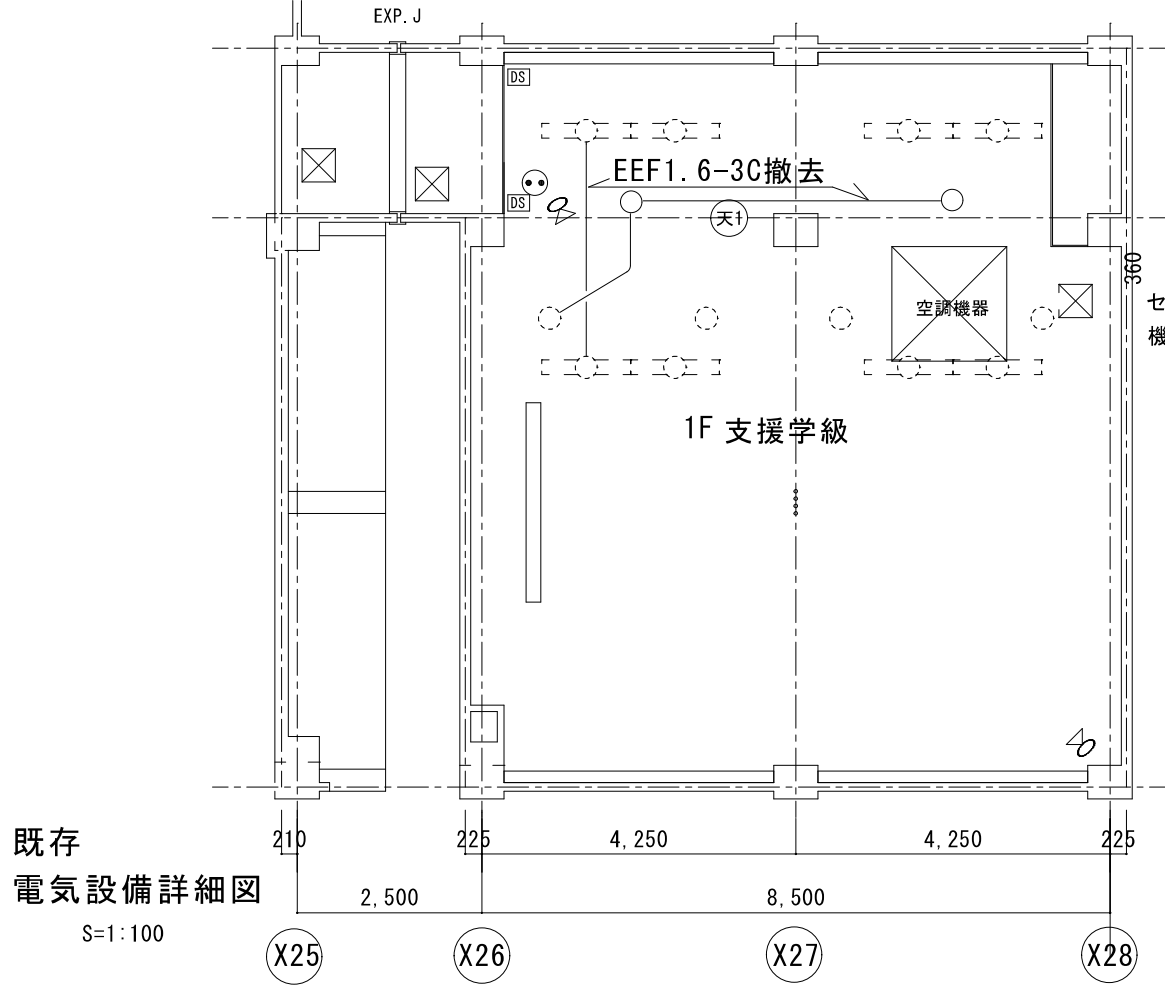 EXP.J
DS
EEF1.6-3C撤去
DS
天1
360
セ
空調機器
機
1F 支援学級
既存
電気設備詳細図
S=1:100
210
225
4,250
4,250
225
2,500
8,500
X25
X26
X27
X28